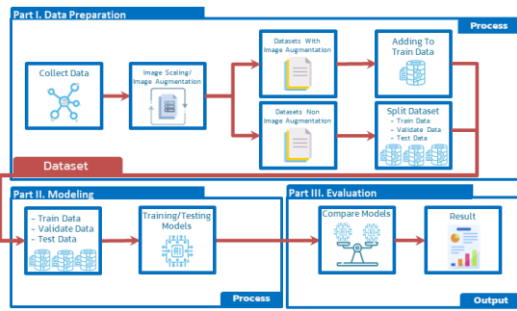 Part I. Data Preparation
Process
Collect Data
Image Scaling/
Image Augmentation
Datasets With
Image Augmentation
Adding To
Train Data
Datasets Non
Image Augmentation
Split Dataset
- Train Data
- Validate Data
- Test Data
Dataset
Part II. Modeling
- Train Data
- Validate Data
- Test Data
Training/Testing
Models
Process
Part III. Evaluation
Compare Models
Result
Output